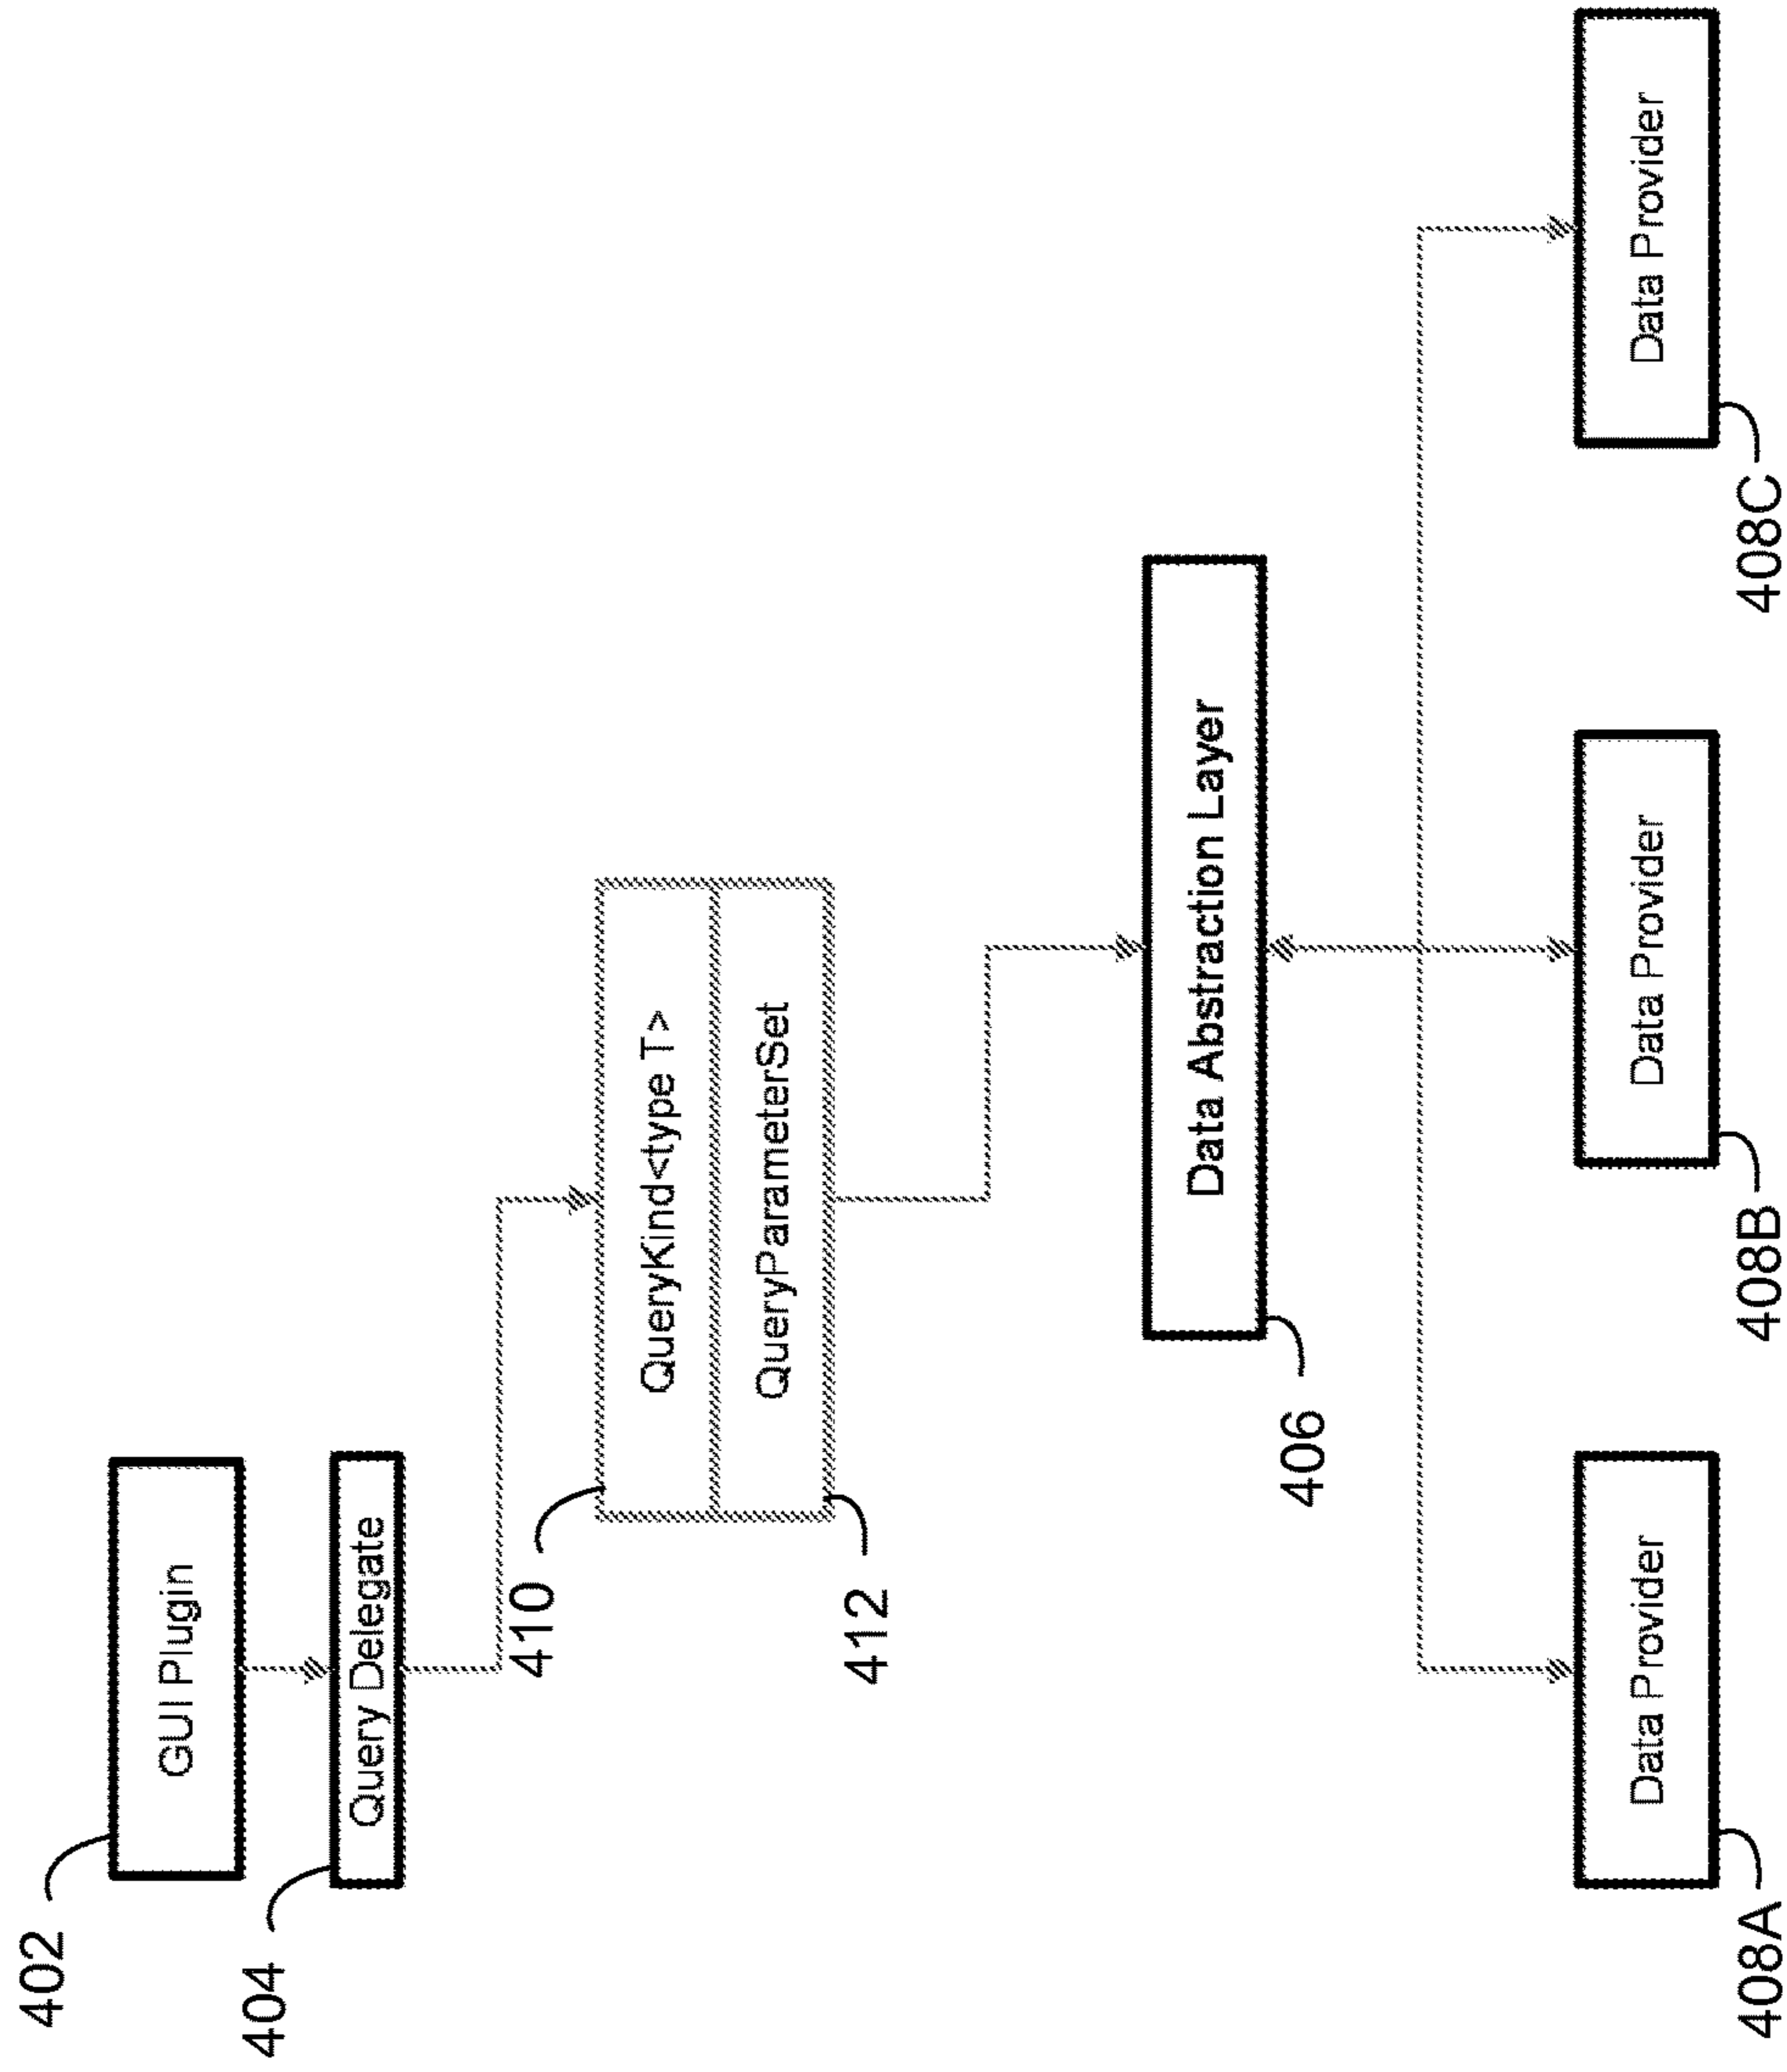 402
GUI Plugin
404
Query Delegate
410
QueryKind<type T>
QueryParameterSet
412
Data Abstraction Layer
406
Data Provider
408A
Data Provider
408B
Data Provider
408C